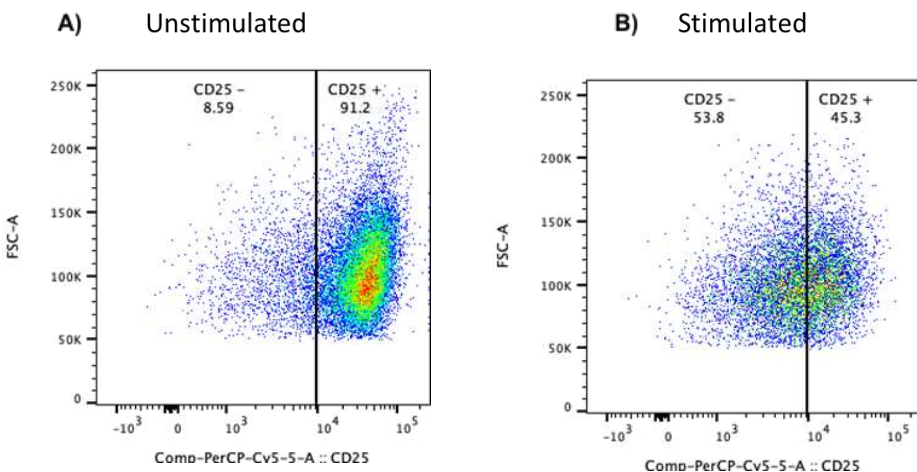 A) Unstimulated
CD25 -
8.59
CD25 +
91.2
250K
200K
150K
100K
50K
0
FSC-A
-10³ 0 10³ 10⁴ 10⁵
Comp-PerCP-Cy5-5-A :: CD25
B) Stimulated
CD25 -
53.8
CD25 +
45.3
250K
200K
150K
100K
50K
0
FSC-A
-10³ 0 10³ 10⁴ 10⁵
Comp-PerCP-Cy5-5-A :: CD25